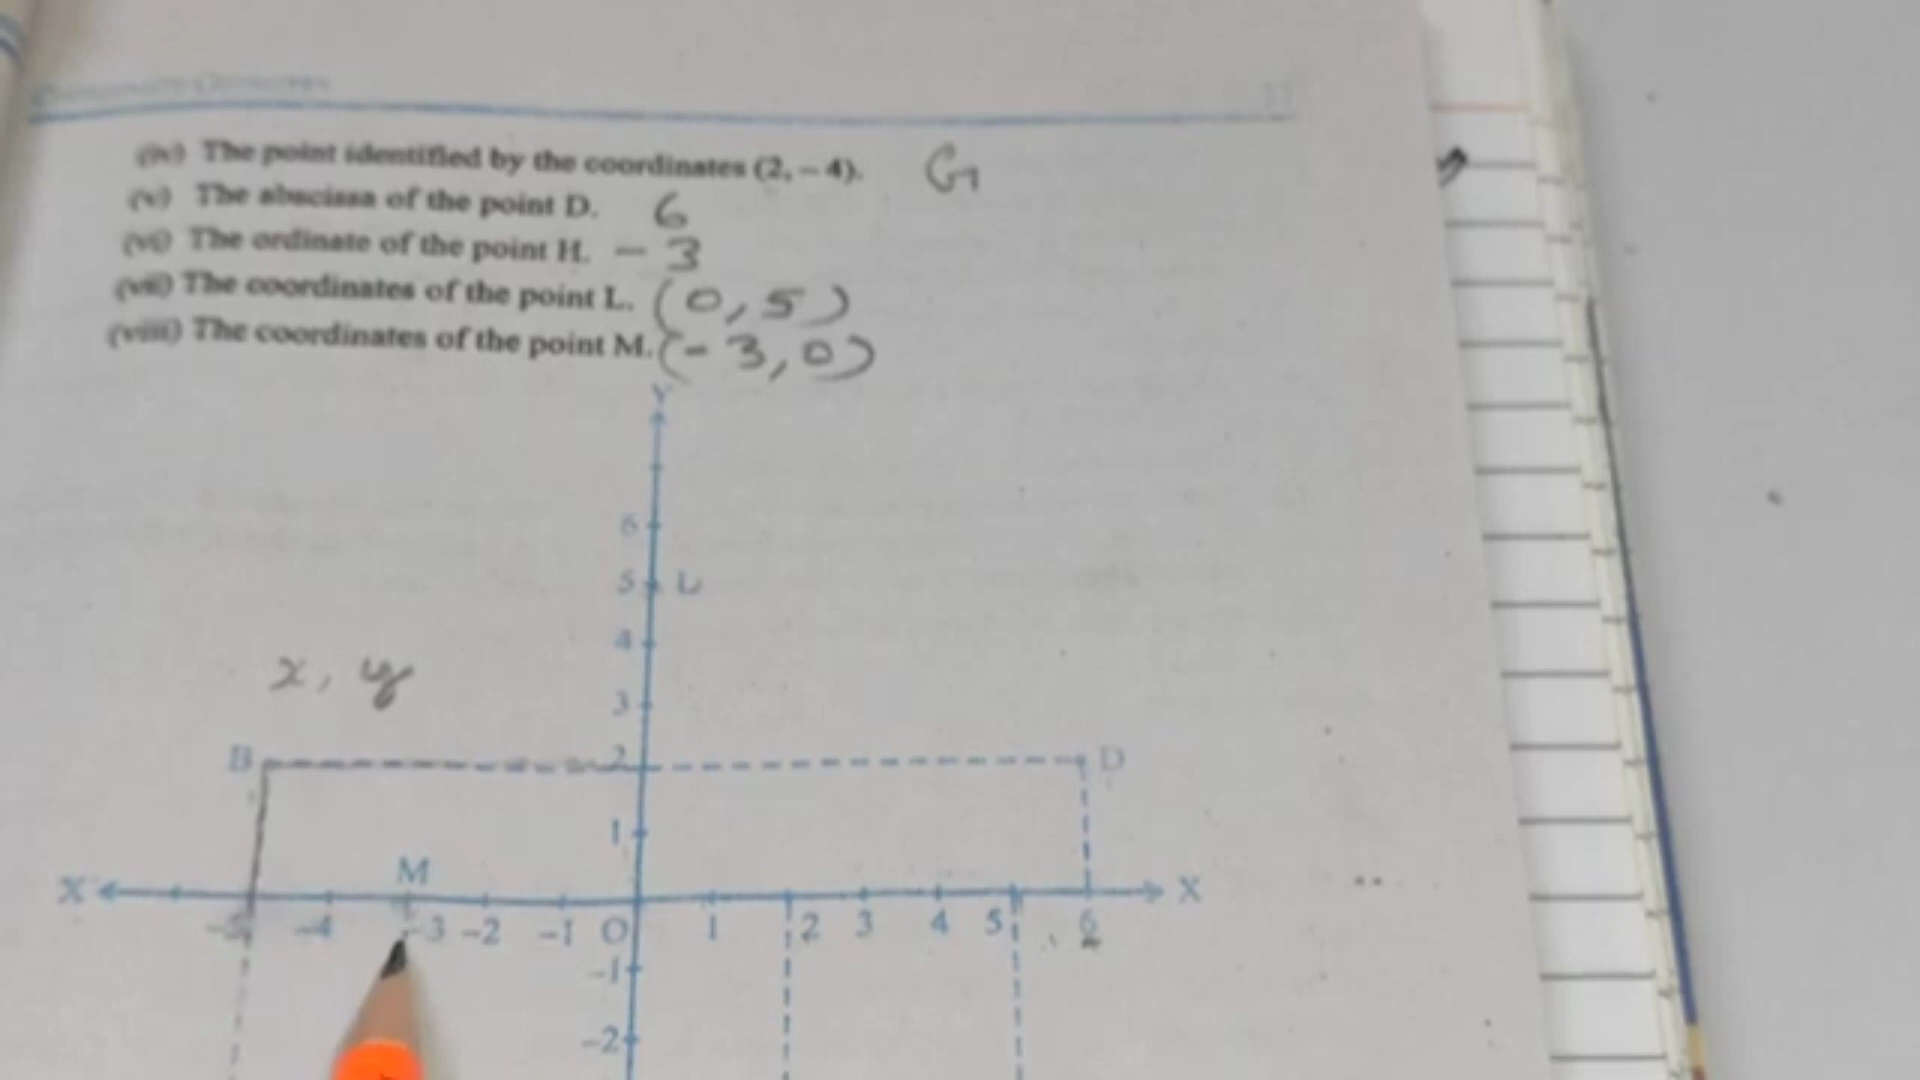 (iv) The point identified by the coordinates (2, – 4). G
(v) The abscissa of the point D. 6
(vi) The ordinate of the point H. – 3
(vii) The coordinates of the point L. (0, 5)
(viii) The coordinates of the point M. (- 3, 0)
Y
6
5 L
4
x, y
3
B 2 D
1
M
X X
-5 -4 -3 -2 -1 O 1 2 3 4 5 6
-1
-2